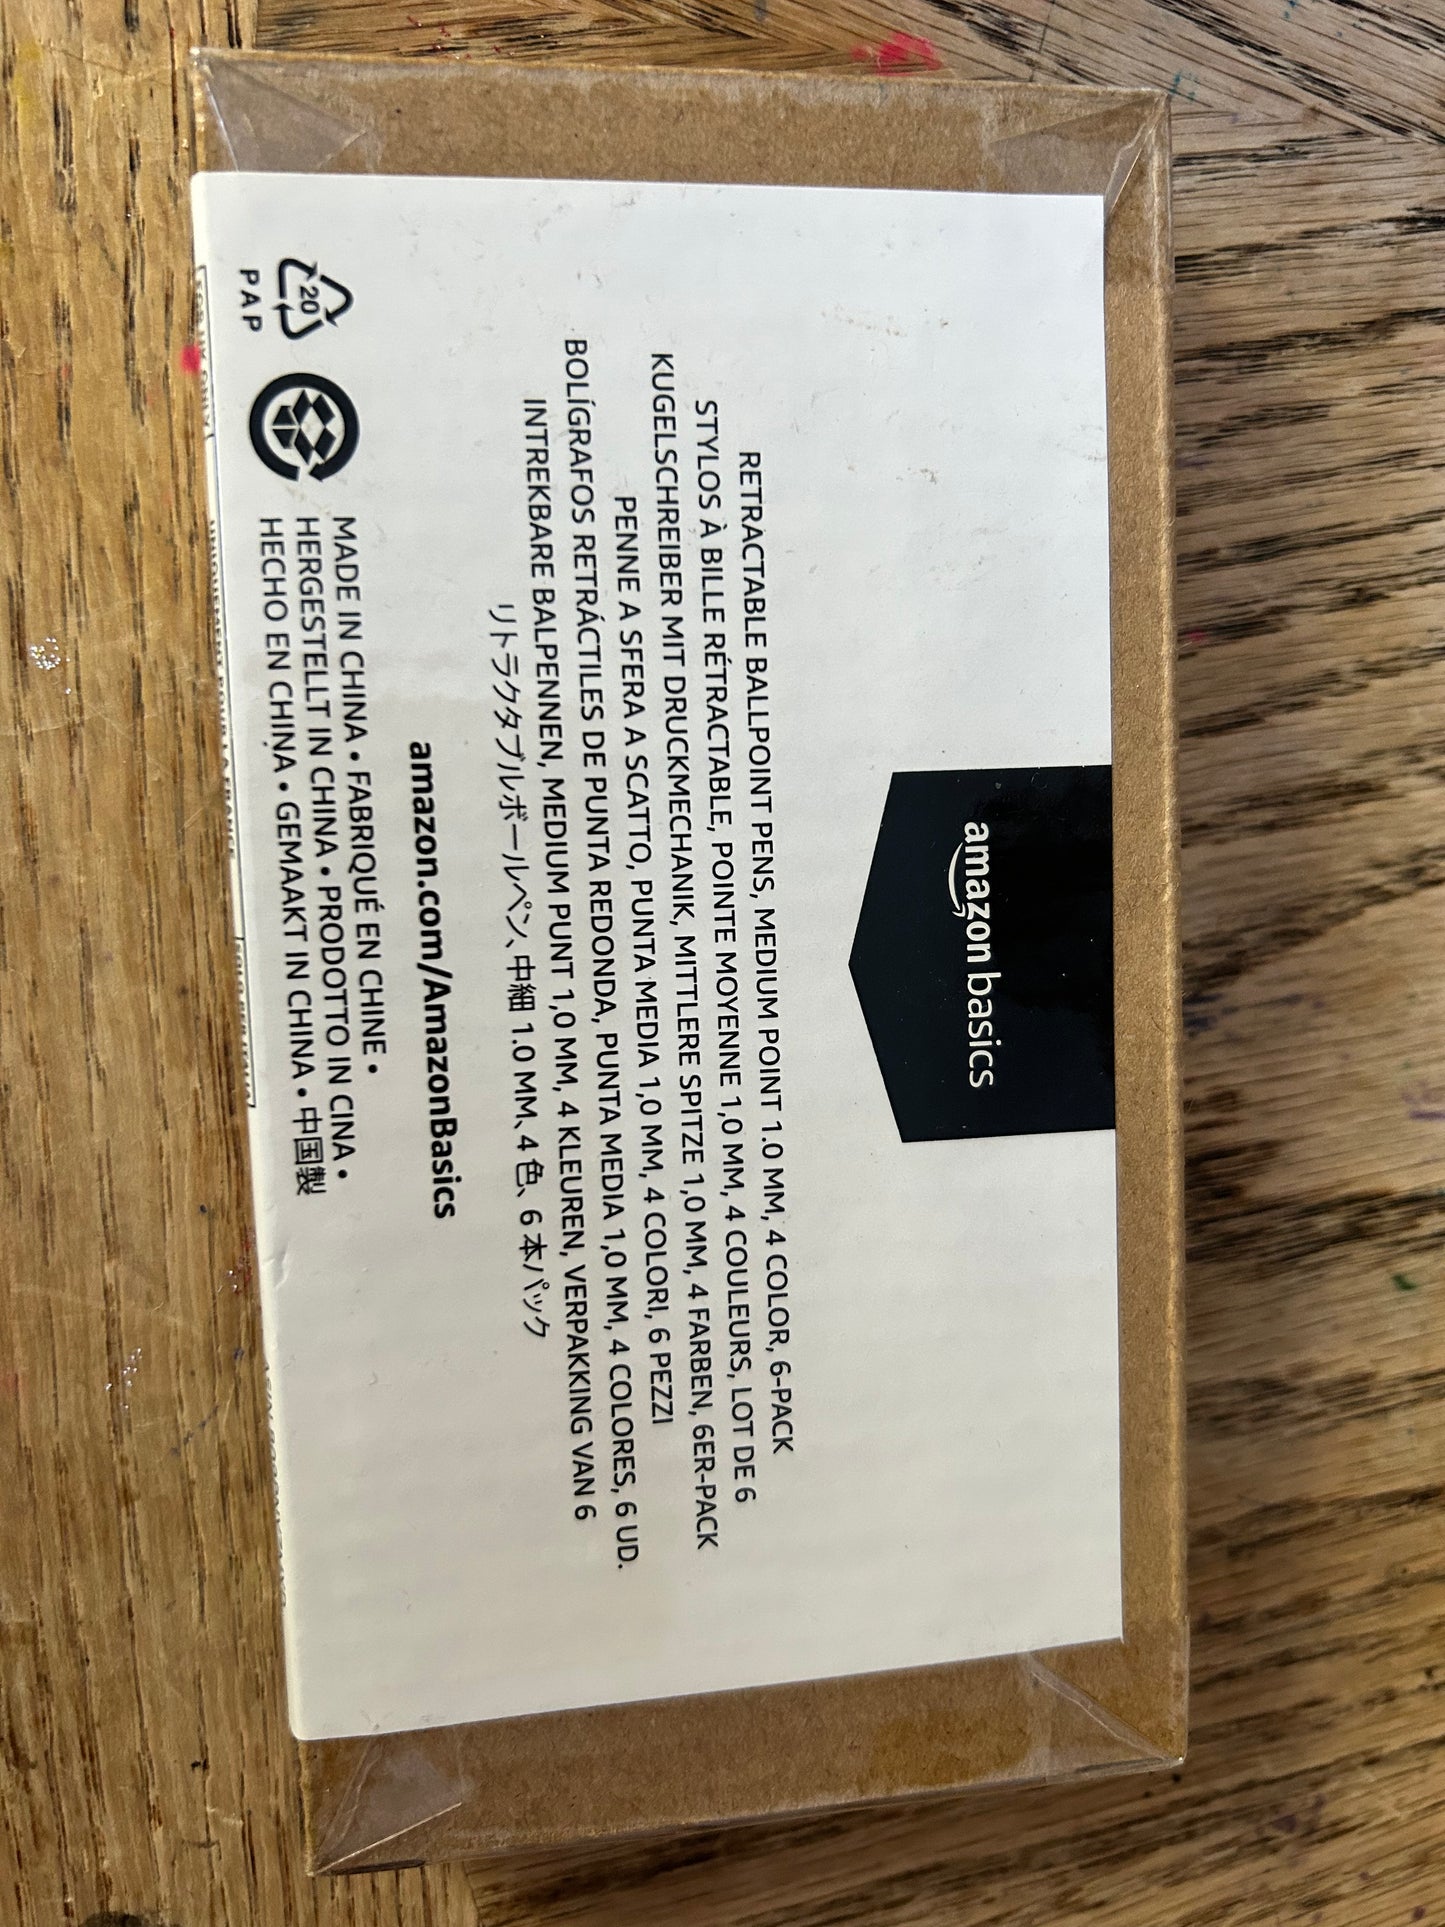 amazon basics
RETRACTABLE BALLPOINT PENS, MEDIUM POINT 1.0 MM, 4 COLOR, 6-PACK
STYLOS À BILLE RÉTRACTABLE, POINTE MOYENNE 1,0 MM, 4 COULEURS, LOT DE 6
KUGELSCHREIBER MIT DRUCKMECHANIK, MITTLERE SPITZE 1,0 MM, 4 FARBEN, 6ER-PACK
PENNE A SFERA A SCATTO, PUNTA MEDIA 1,0 MM, 4 COLORI, 6 PEZZI
BOLÍGRAFOS RETRÁCTILES DE PUNTA REDONDA, PUNTA MEDIA 1,0 MM, 4 COLORES, 6 UD.
INTREKBARE BALPENNEN, MEDIUM PUNT 1,0 MM, 4 KLEUREN, VERPAKKING VAN 6
リトラクタブルボールペン、中細 1.0 MM、4 色、6 本パック
amazon.com/AmazonBasics
20
PAP
MADE IN CHINA • FABRIQUÉ EN CHINE •
HERGESTELLT IN CHINA • PRODOTTO IN CINA •
HECHO EN CHINA • GEMAAKT IN CHINA • 中国製